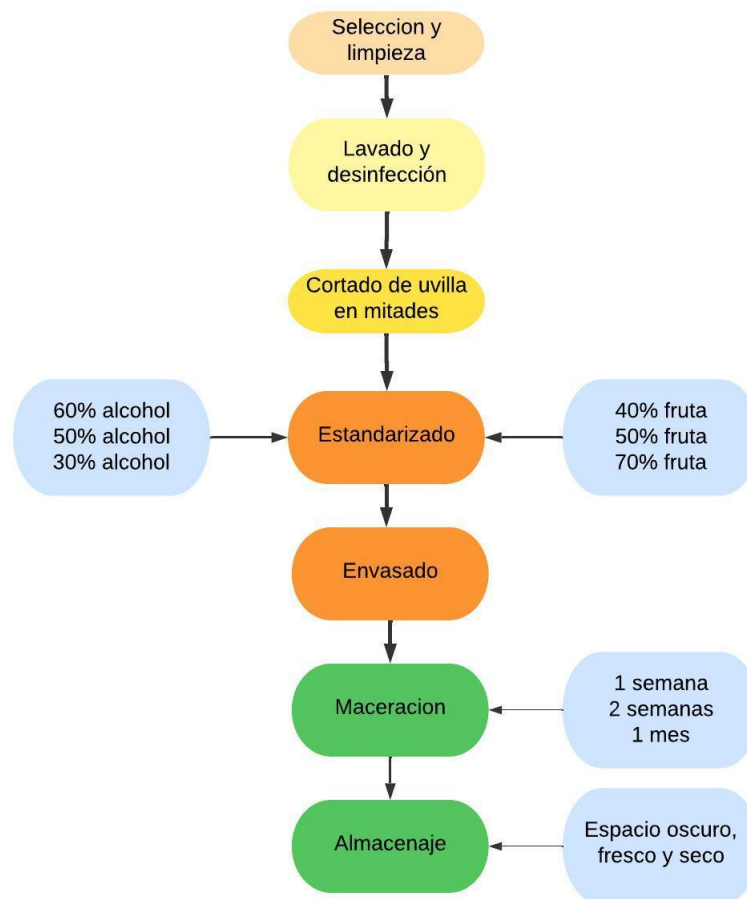 Seleccion y
limpieza
Lavado y
desinfección
Cortado de uvilla
en mitades
60% alcohol
50% alcohol
30% alcohol
Estandarizado
40% fruta
50% fruta
70% fruta
Envasado
Maceracion
1 semana
2 semanas
1 mes
Almacenaje
Espacio oscuro,
fresco y seco